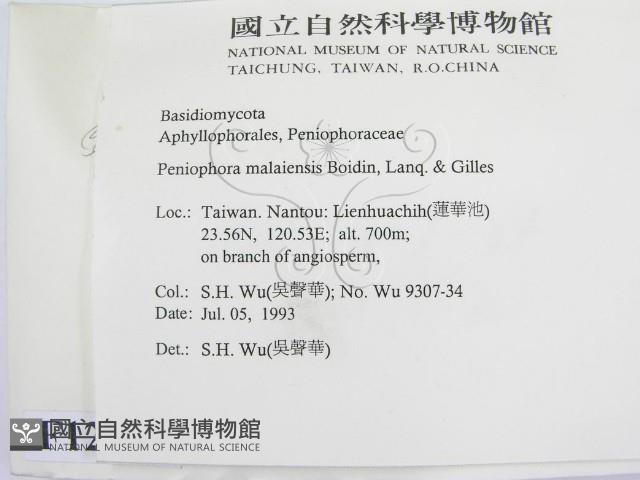 國立自然科學博物館
NATIONAL MUSEUM OF NATURAL SCIENCE
TAICHUNG, TAIWAN, R.O.CHINA
Basidiomycota
Aphyllophorales, Peniophoraceae
Peniophora malaiensis Boidin, Lanq. & Gilles
Loc.: Taiwan. Nantou: Lienhuachih(蓮華池)
23.56N, 120.53E; alt. 700m;
on branch of angiosperm,
Col.: S.H. Wu(吳聲華); No. Wu 9307-34
Date: Jul. 05, 1993
Det.: S.H. Wu(吳聲華)
國立自然科學博物館
NATIONAL MUSEUM OF NATURAL SCIENCE